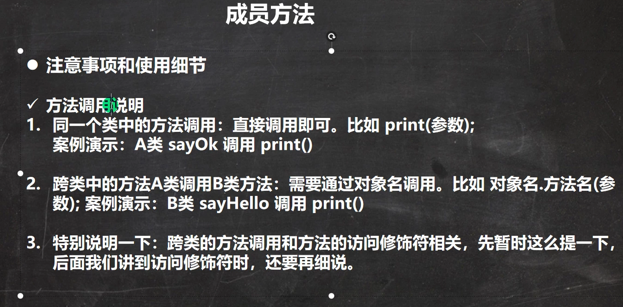 成员方法
注意事项和使用细节
方法调用细说明
1. 同一个类中的方法调用：直接调用即可。比如 print(参数);
案例演示：A类 sayOk 调用 print()
2. 跨类中的方法A类调用B类方法：需要通过对象名调用。比如 对象名.方法名(参
数); 案例演示：B类 sayHello 调用 print()
3. 特别说明一下：跨类的方法调用和方法的访问修饰符相关，先暂时这么提一下，
后面我们讲到访问修饰符时，还要再细说。